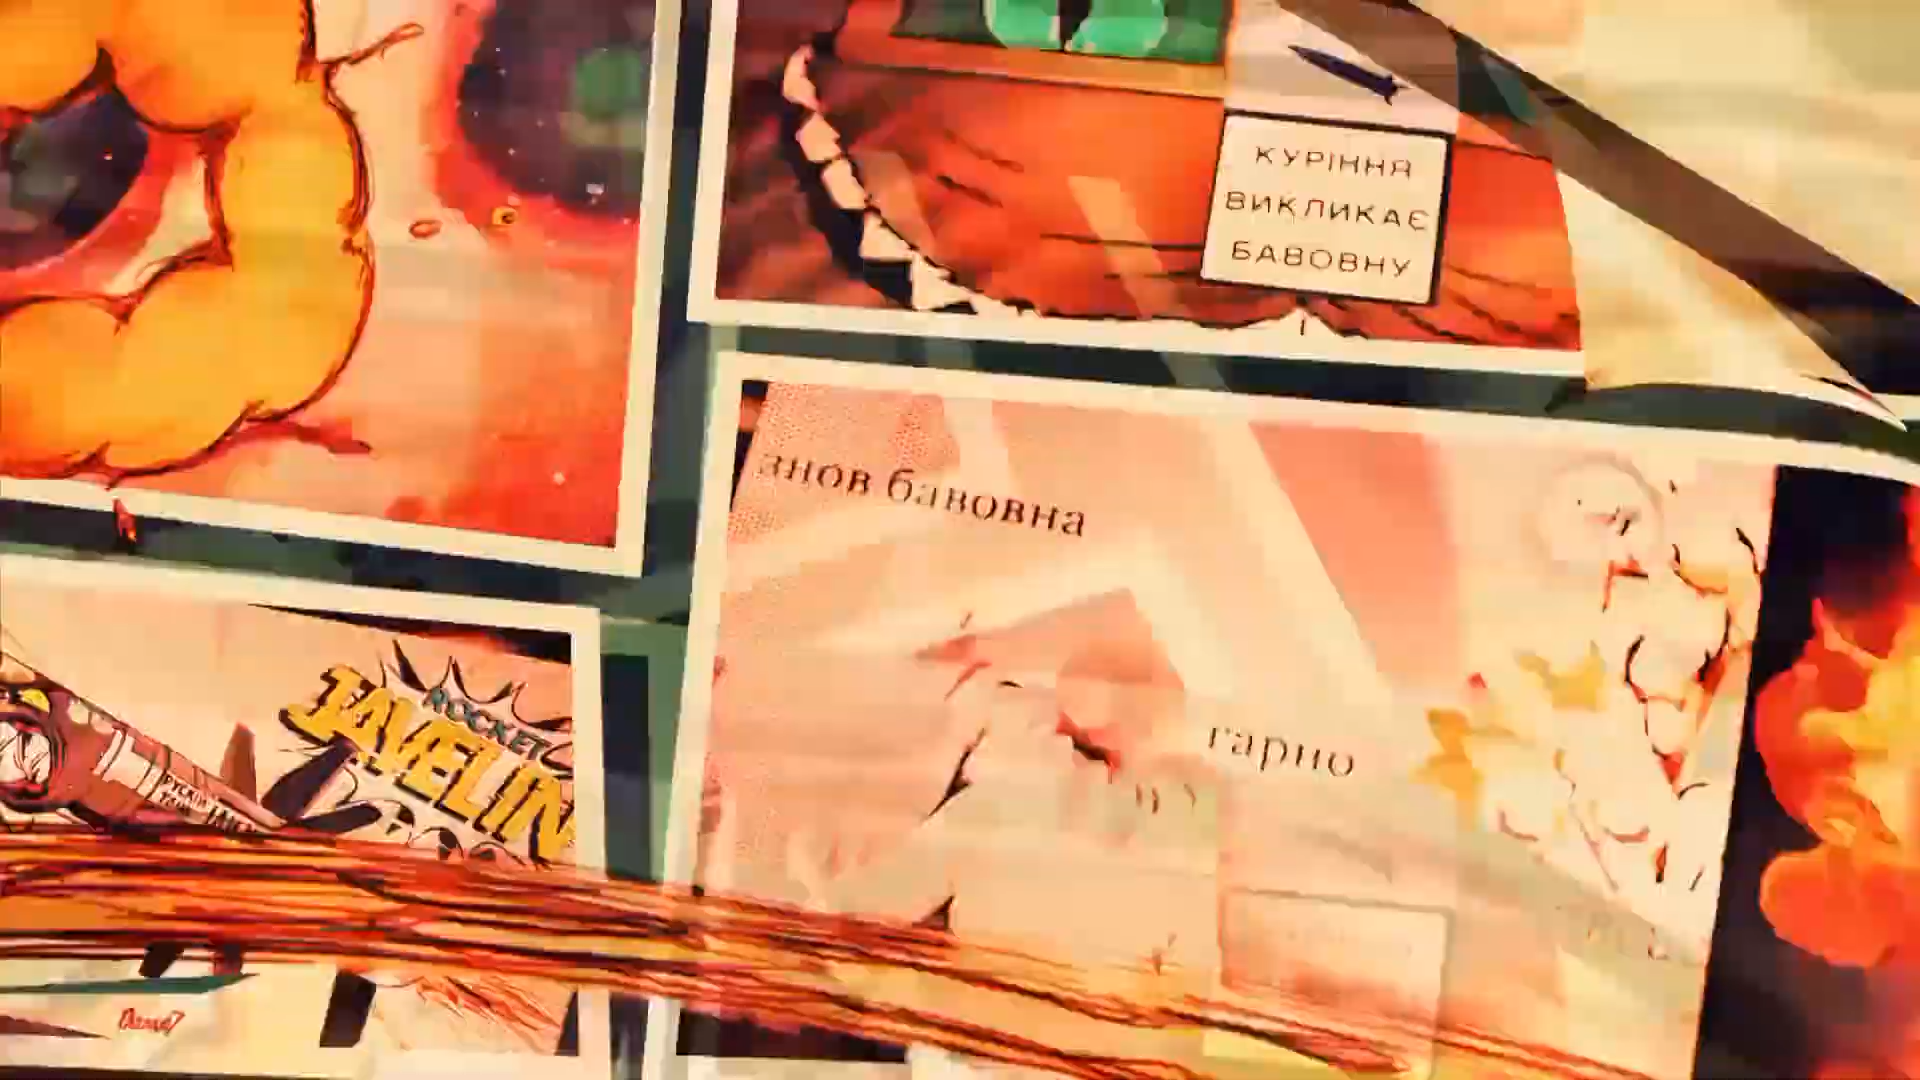 КУРІННЯ
ВИКЛИКАЄ
БАВОВНУ
знов бавовна
гарно
ROCKET
JAVELIN